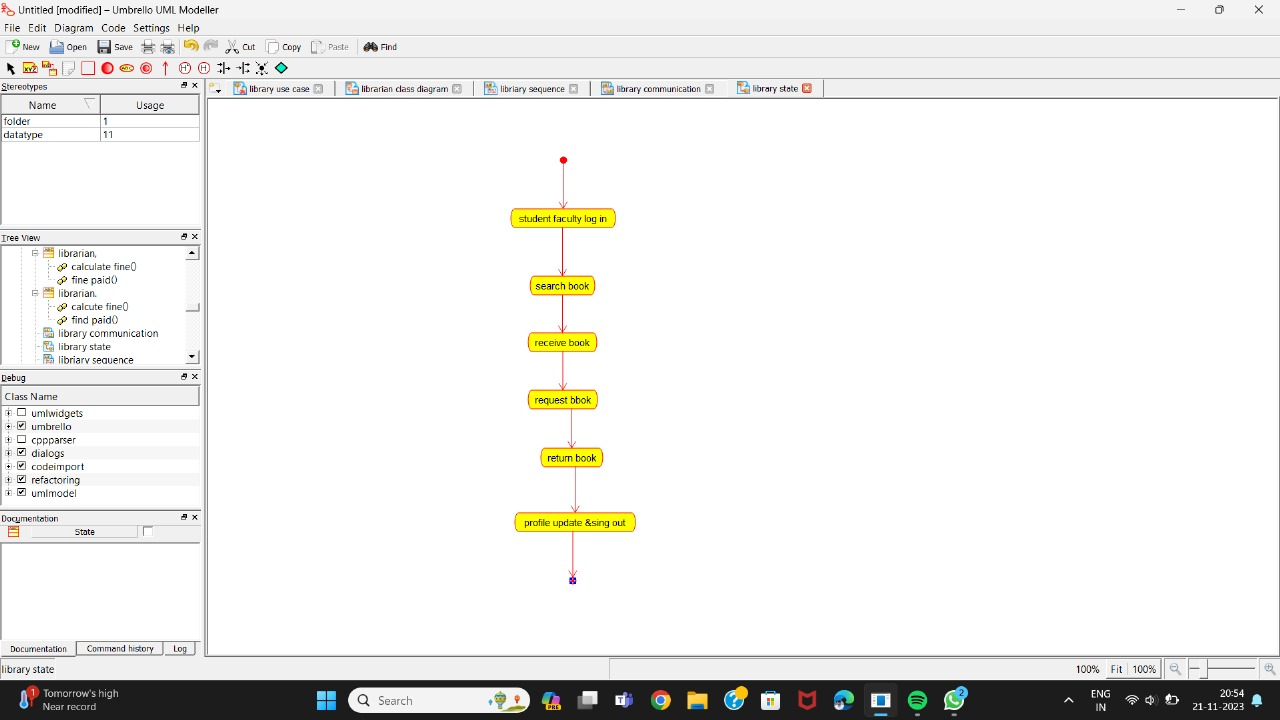 Untitled [modified] – Umbrello UML Modeller
File Edit Diagram Code Settings Help
New Open Save Cut Copy Paste Find
Stereotypes
library use case librarian class diagram libriary sequence library communication library state
Name Usage
folder 1
datatype 11
Tree View
librarian,
calculate fine()
fine paid()
librarian.
calcute fine()
find paid()
library communication
library state
libriary sequence
Debug
Class Name
umlwidgets
umbrello
cppparser
dialogs
codeimport
refactoring
umlmodel
Documentation
State
Documentation Command history Log
student faculty log in
search book
receive book
request bbok
return book
profile update &sing out
library state
100% Fit 100%
1 Tomorrow's high
Near record
Search
PRE
2
ENG
IN
20:54
21-11-2023